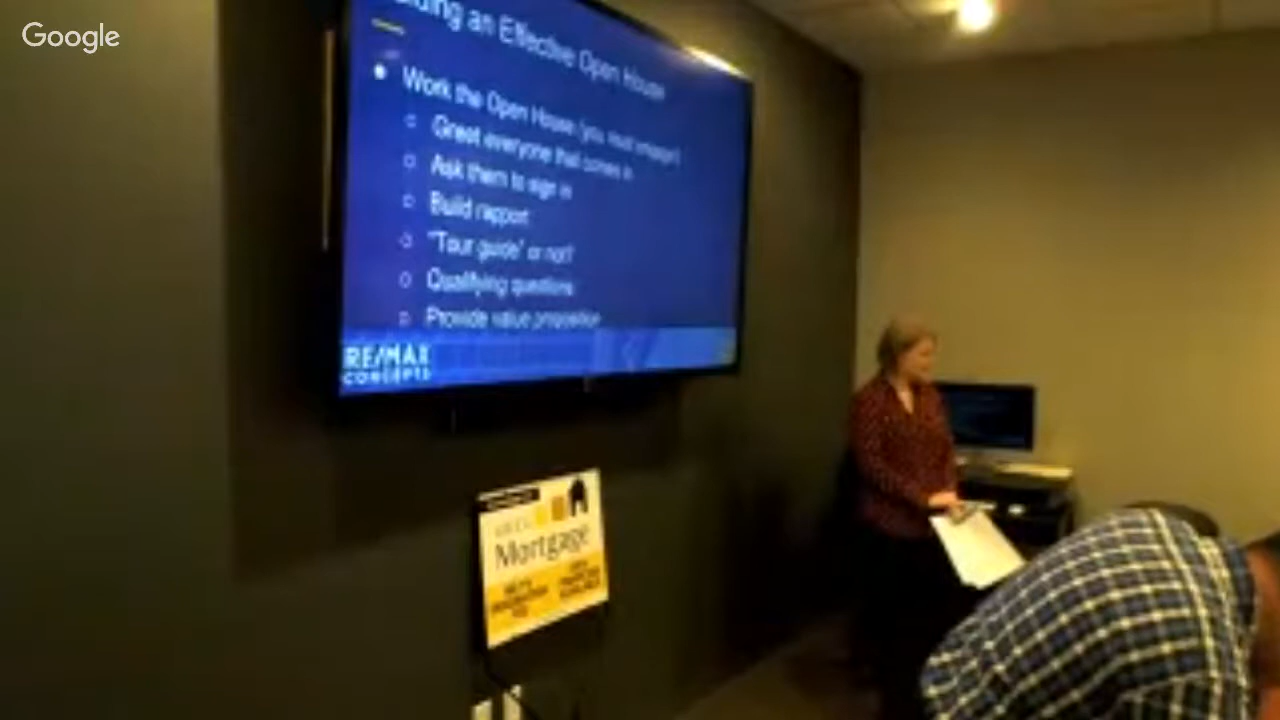 Google
an Effective Open House
Work the Open House (you must engage!)
Greet everyone that comes in
Ask them to sign in
Build rapport
"Tour guide" or not?
Qualifying questions
Provide value proposition
RE/MAX
CONCEPTS
Mortgage